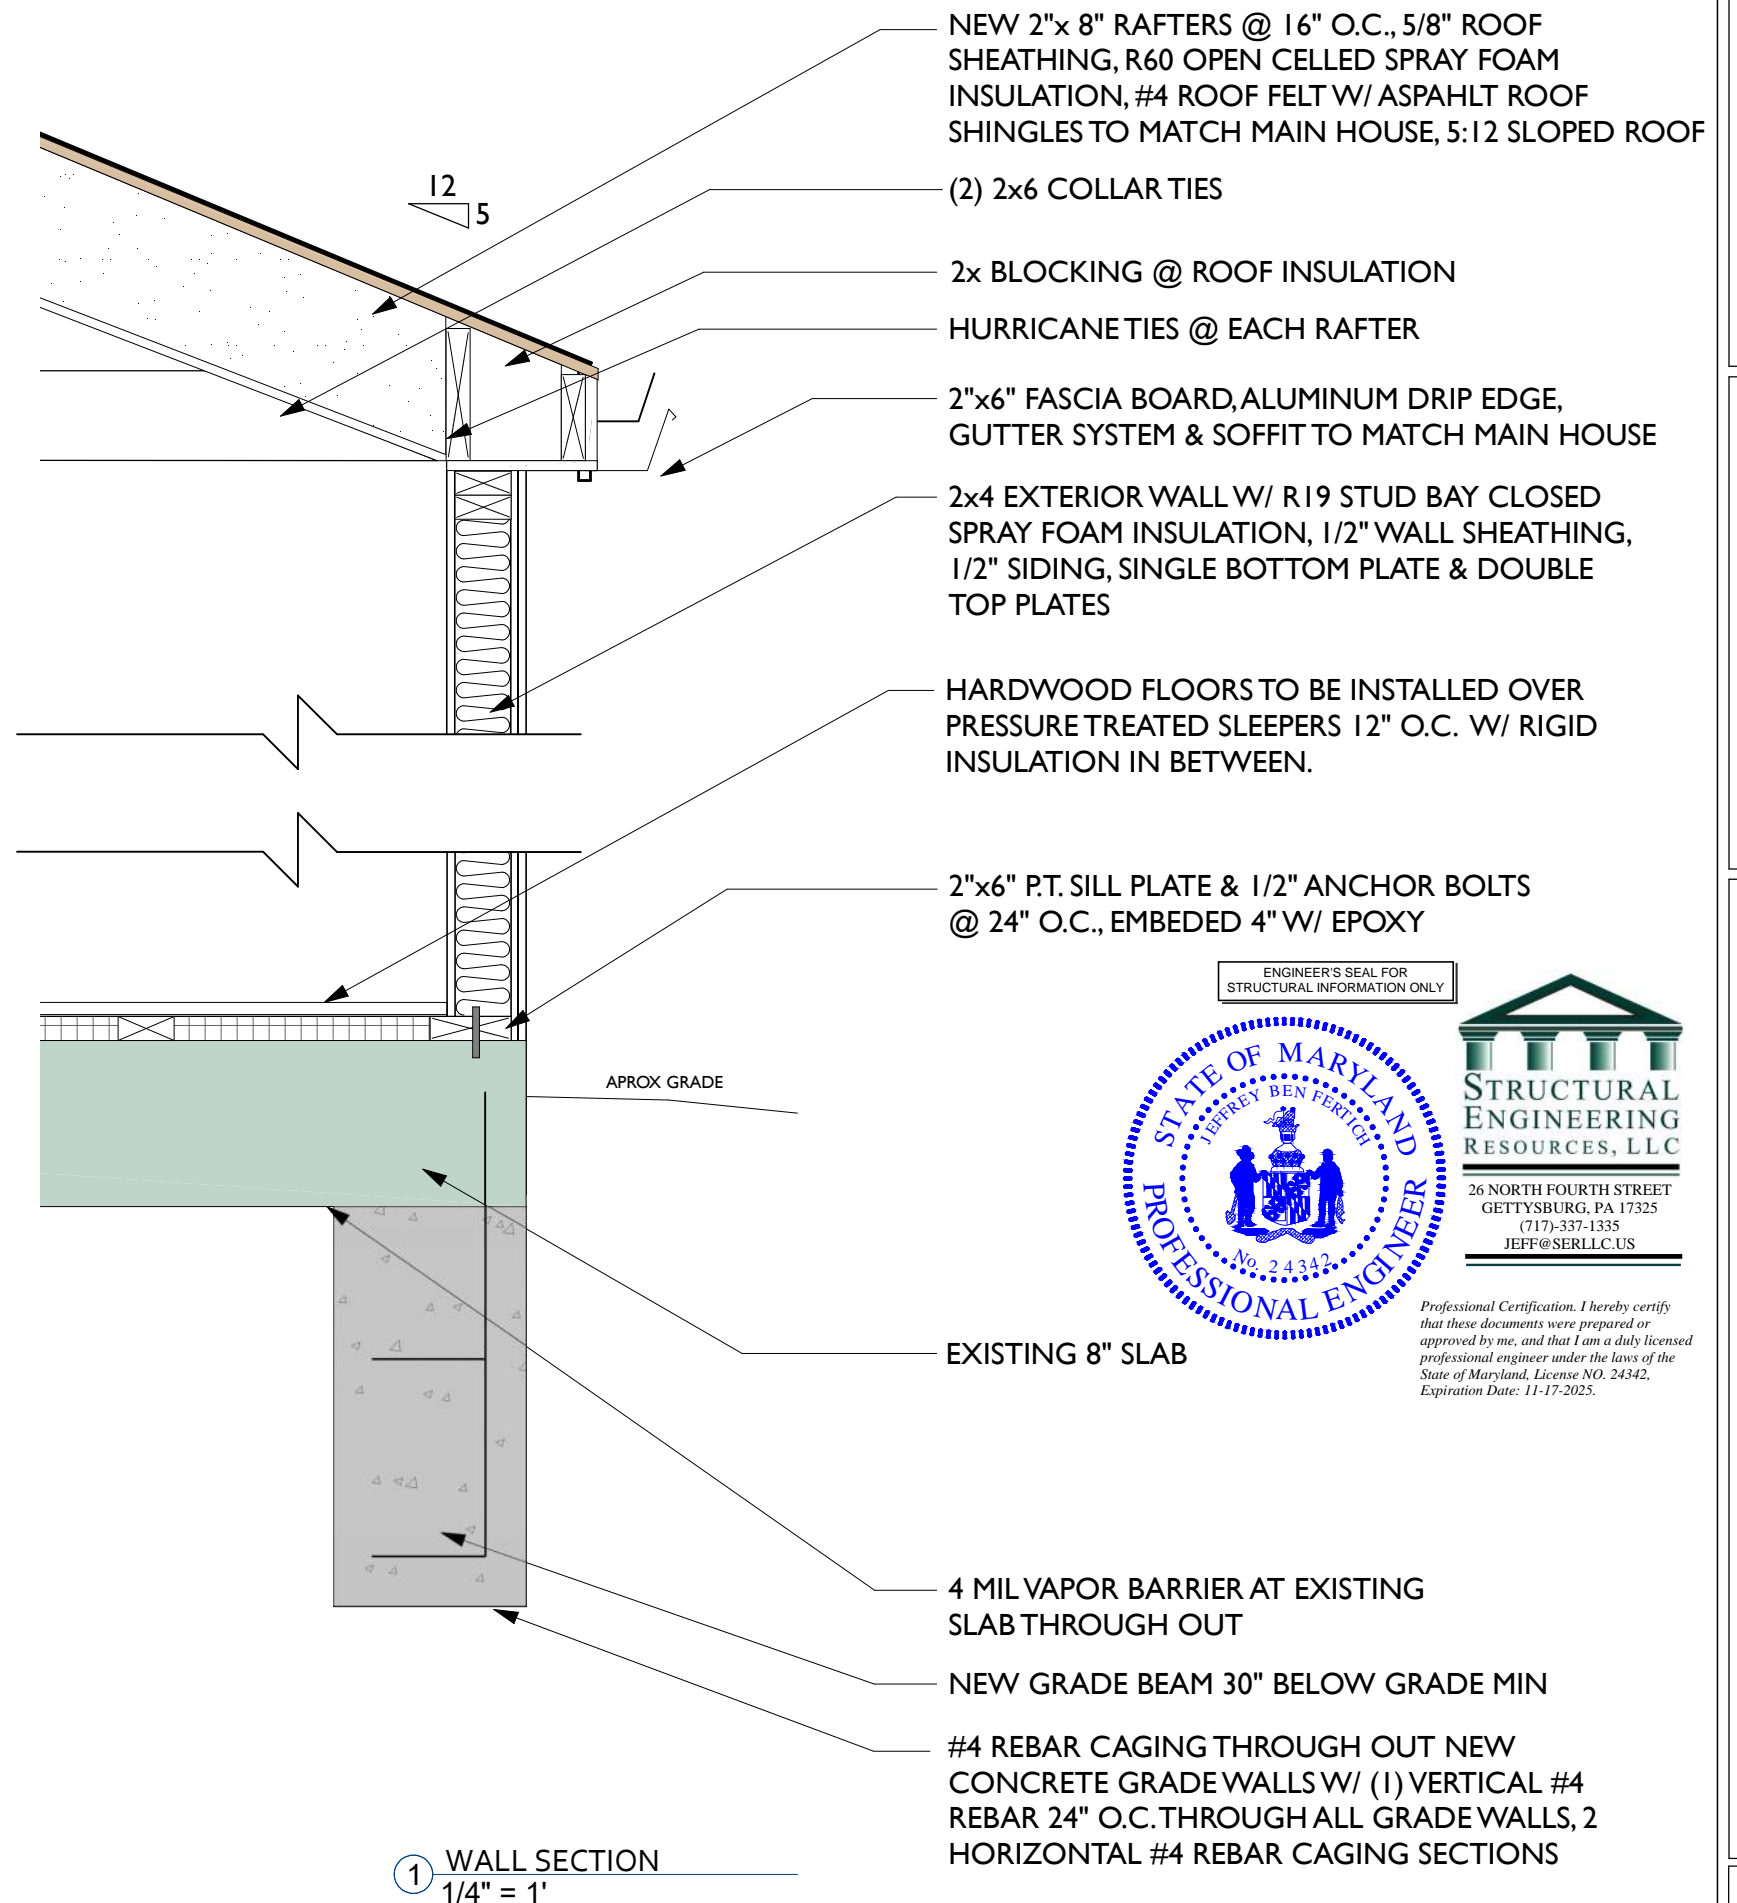 NEW 2"x 8" RAFTERS @ 16" O.C., 5/8" ROOF
SHEATHING, R60 OPEN CELLED SPRAY FOAM
INSULATION, #4 ROOF FELT W/ ASPAHLT ROOF
SHINGLES TO MATCH MAIN HOUSE, 5:12 SLOPED ROOF
12
5
(2) 2x6 COLLAR TIES
2x BLOCKING @ ROOF INSULATION
HURRICANE TIES @ EACH RAFTER
2"x6" FASCIA BOARD, ALUMINUM DRIP EDGE,
GUTTER SYSTEM & SOFFIT TO MATCH MAIN HOUSE
2x4 EXTERIOR WALL W/ R19 STUD BAY CLOSED
SPRAY FOAM INSULATION, 1/2" WALL SHEATHING,
1/2" SIDING, SINGLE BOTTOM PLATE & DOUBLE
TOP PLATES
HARDWOOD FLOORS TO BE INSTALLED OVER
PRESSURE TREATED SLEEPERS 12" O.C. W/ RIGID
INSULATION IN BETWEEN.
2"x6" P.T. SILL PLATE & 1/2" ANCHOR BOLTS
@ 24" O.C., EMBEDED 4" W/ EPOXY
ENGINEER'S SEAL FOR
STRUCTURAL INFORMATION ONLY
STATE OF MARYLAND
JEFFREY BEN FERTICH
No. 24342
PROFESSIONAL ENGINEER
STRUCTURAL
ENGINEERING
RESOURCES, LLC
26 NORTH FOURTH STREET
GETTYSBURG, PA 17325
(717)-337-1335
JEFF@SERLLC.US
Professional Certification. I hereby certify
that these documents were prepared or
approved by me, and that I am a duly licensed
professional engineer under the laws of the
State of Maryland, License NO. 24342,
Expiration Date: 11-17-2025.
APROX GRADE
EXISTING 8" SLAB
4 MIL VAPOR BARRIER AT EXISTING
SLAB THROUGH OUT
NEW GRADE BEAM 30" BELOW GRADE MIN
#4 REBAR CAGING THROUGH OUT NEW
CONCRETE GRADE WALLS W/ (1) VERTICAL #4
REBAR 24" O.C. THROUGH ALL GRADE WALLS, 2
HORIZONTAL #4 REBAR CAGING SECTIONS
1 WALL SECTION
1/4" = 1'